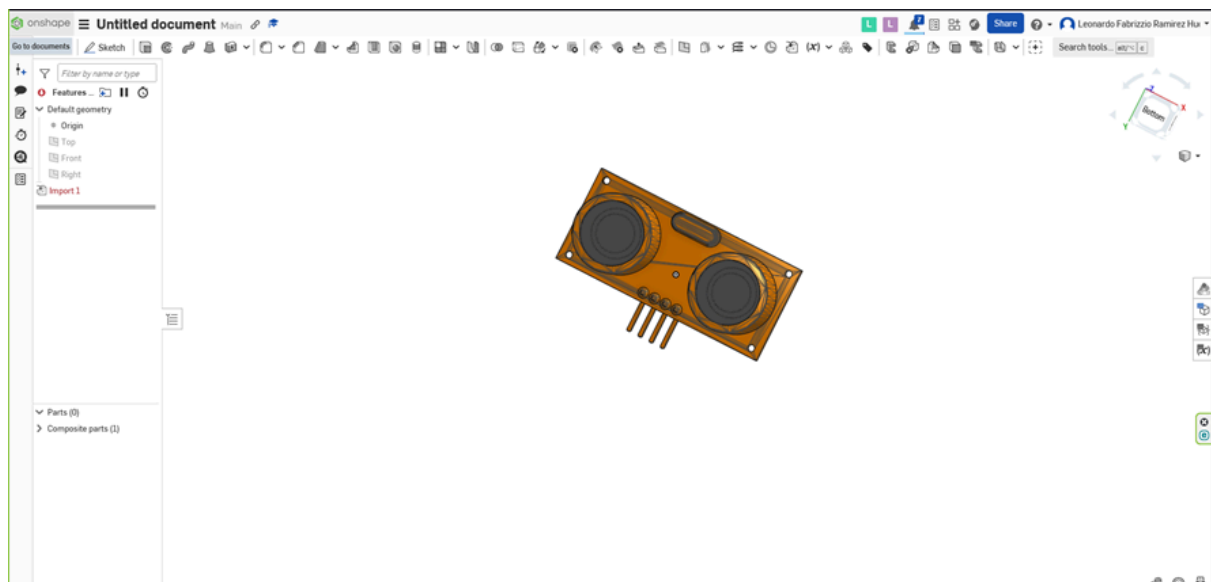 onshape Untitled document Main L L Share Leonardo Fabrizzio Ramirez Hu
Go to documents Sketch Search tools... alt/⌥ c
Filter by name or type
Features ...
Default geometry
Origin
Top
Front
Right
Import 1
Bottom
Z
X
Y
Parts (0)
Composite parts (1)